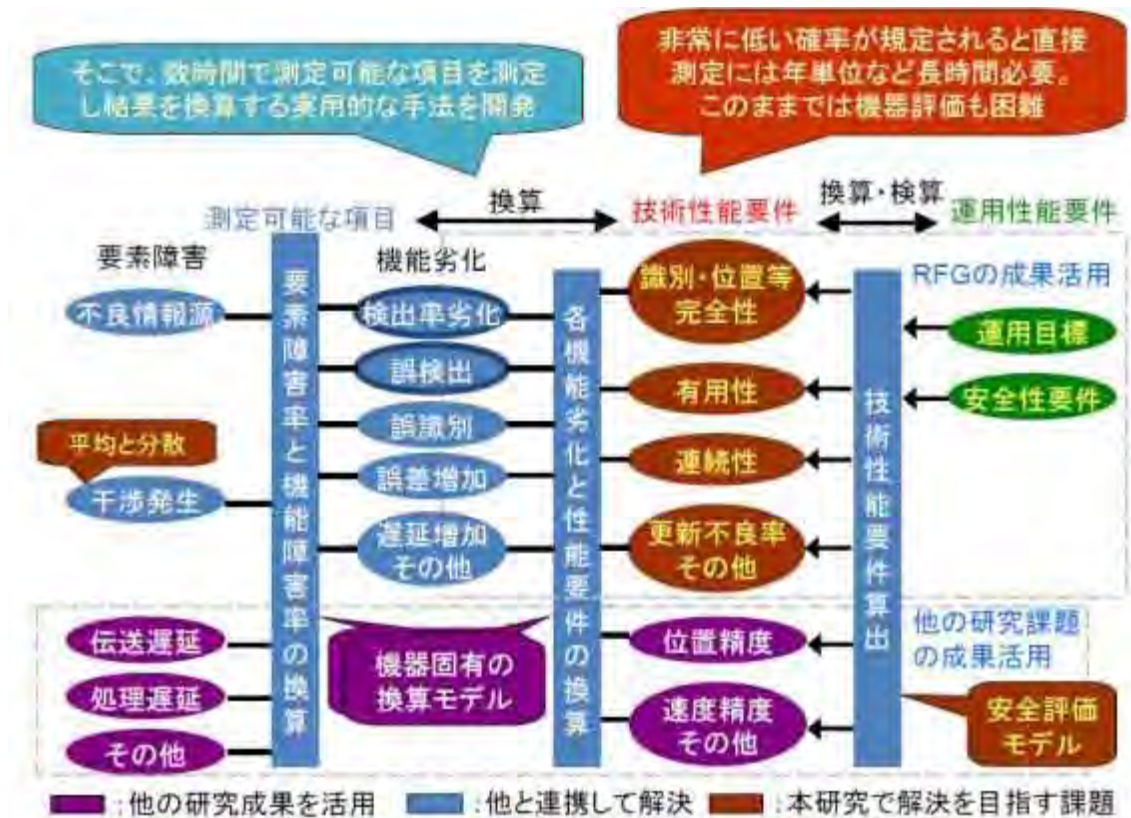 そこで、数時間で測定可能な項目を測定
し結果を換算する実用的な手法を開発
非常に低い確率が規定されると直接
測定には年単位など長時間必要。
このままでは機器評価も困難
測定可能な項目
換算
技術性能要件
換算・検算
運用性能要件
要素障害
機能劣化
RFGの成果活用
不良情報源
平均と分散
干渉発生
伝送遅延
処理遅延
その他
要素障害率と機能障害率の換算
検出率劣化
誤検出
誤識別
誤差増加
遅延増加
その他
機器固有の
換算モデル
各機能劣化と性能要件の換算
識別・位置等
完全性
有用性
連続性
更新不良率
その他
位置精度
速度精度
その他
技術性能要件算出
運用目標
安全性要件
他の研究課題
の成果活用
安全評価
モデル
:他の研究成果を活用
:他と連携して解決
:本研究で解決を目指す課題